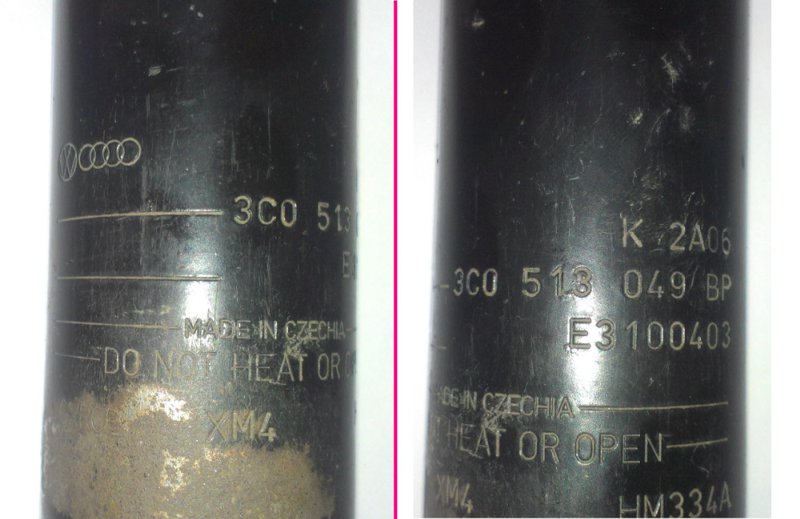 3C0 513
E
MADE IN CZECHIA
DO NOT HEAT OR
XM4
K 2A06
3C0 513 049 BP
E3100403
DE IN CZECHIA
HEAT OR OPEN
XM4
HM334A